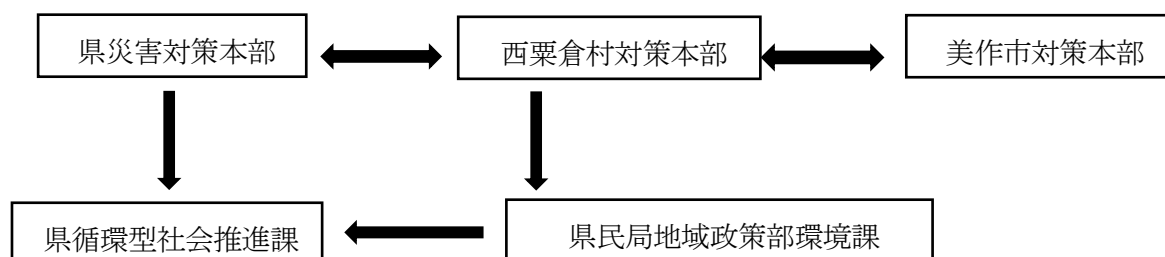 県災害対策本部
西粟倉村対策本部
美作市対策本部
県循環型社会推進課
県民局地域政策部環境課